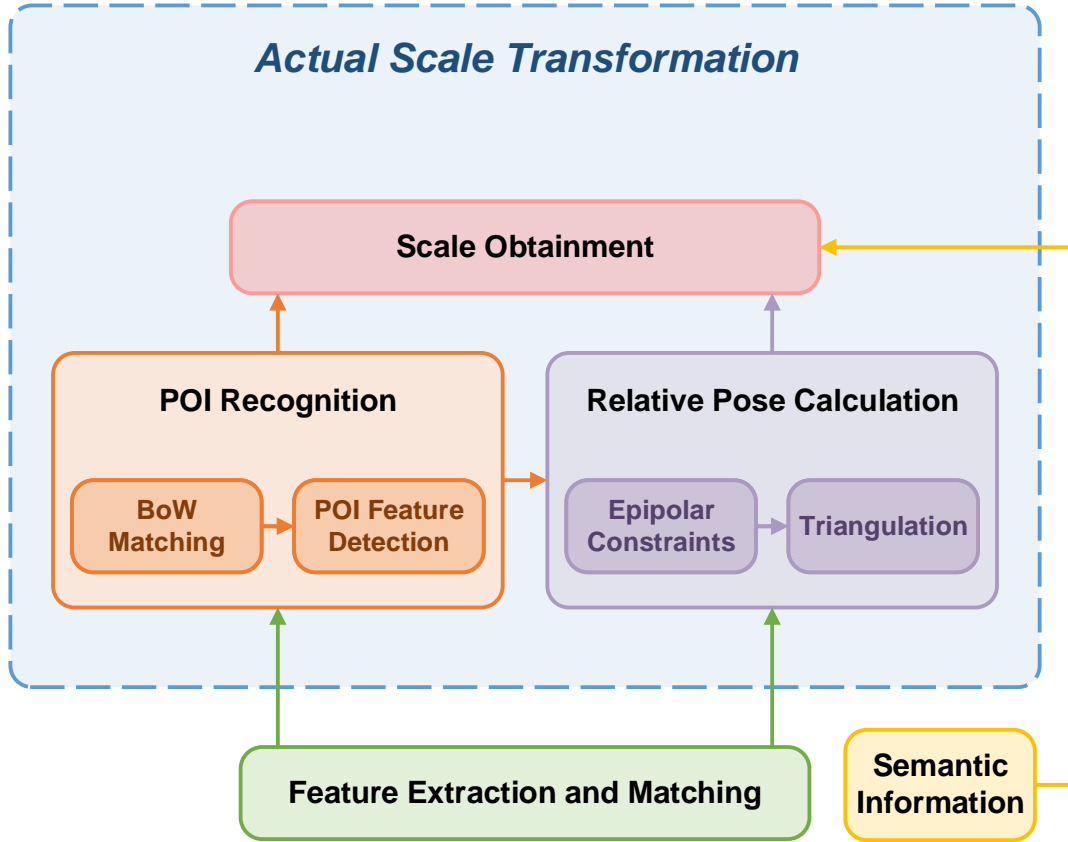 Actual Scale Transformation
Scale Obtainment
POI Recognition
BoW
Matching
POI Feature
Detection
Relative Pose Calculation
Epipolar
Constraints
Triangulation
Feature Extraction and Matching
Semantic
Information